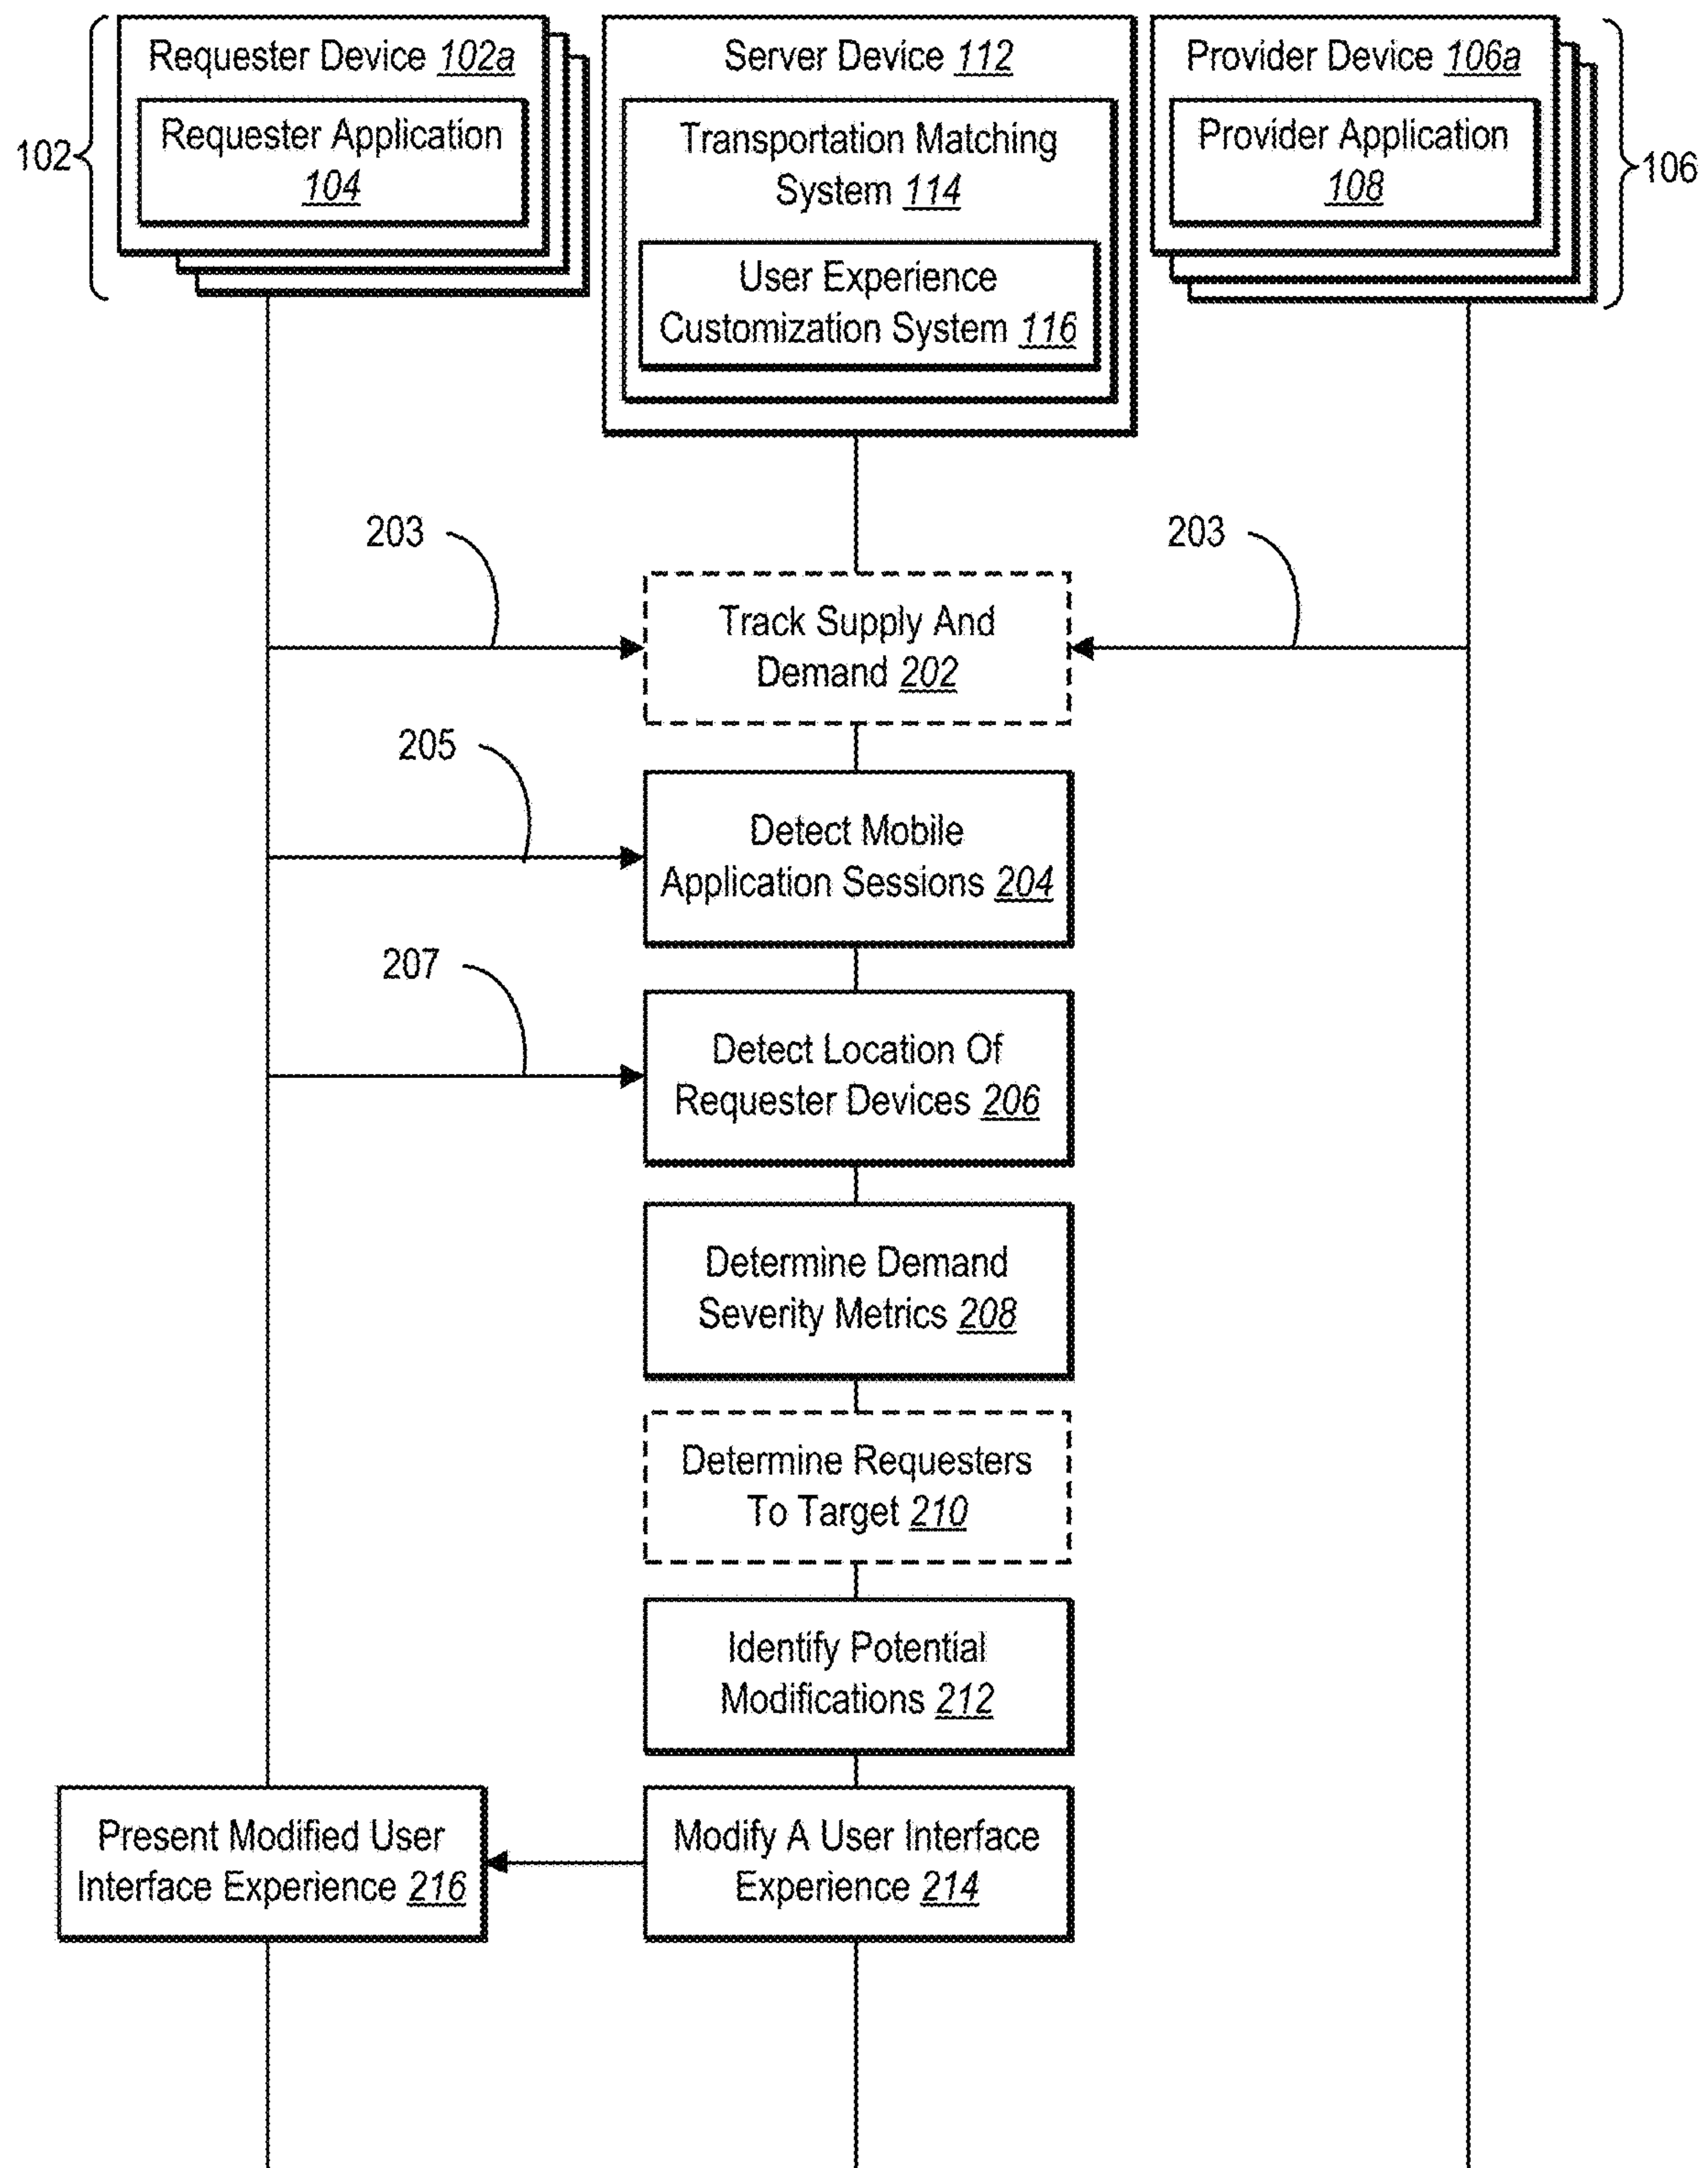 Requester Device 102a
Requester Application
104
102
Server Device 112
Transportation Matching
System 114
User Experience
Customization System 116
Provider Device 106a
Provider Application
108
106
203
203
Track Supply And
Demand 202
205
Detect Mobile
Application Sessions 204
207
Detect Location Of
Requester Devices 206
Determine Demand
Severity Metrics 208
Determine Requesters
To Target 210
Identify Potential
Modifications 212
Present Modified User
Interface Experience 216
Modify A User Interface
Experience 214